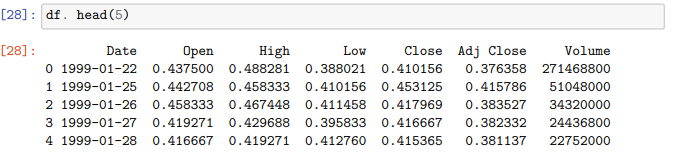 [28]: df. head(5)
[28]: Date Open High Low Close Adj Close Volume
0 1999-01-22 0.437500 0.488281 0.388021 0.410156 0.376358 271468800
1 1999-01-25 0.442708 0.458333 0.410156 0.453125 0.415786 51048000
2 1999-01-26 0.458333 0.467448 0.411458 0.417969 0.383527 34320000
3 1999-01-27 0.419271 0.429688 0.395833 0.416667 0.382332 24436800
4 1999-01-28 0.416667 0.419271 0.412760 0.415365 0.381137 22752000